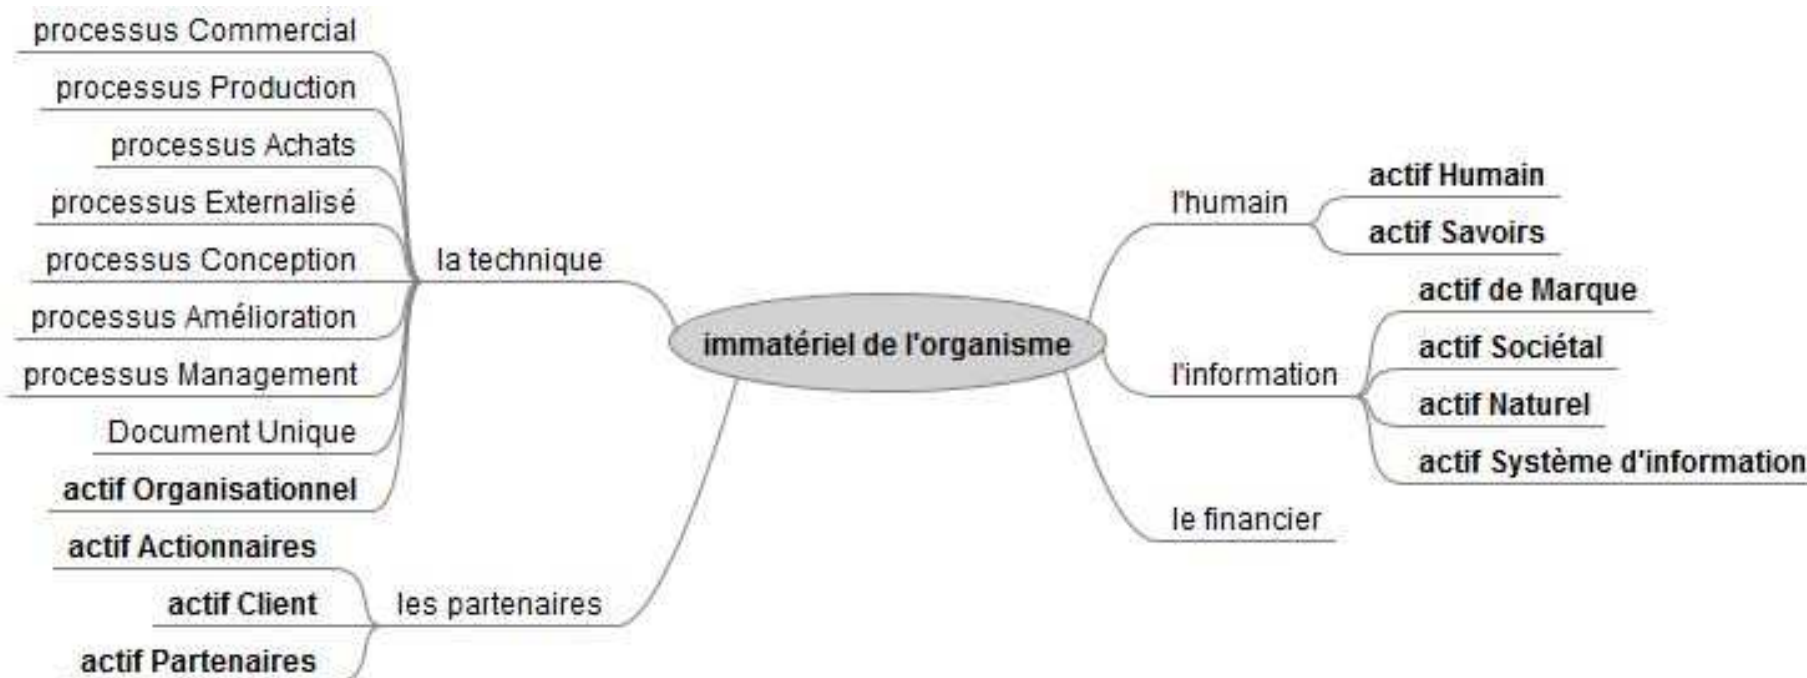 processus Commercial
processus Production
processus Achats
processus Externalisé
processus Conception
processus Amélioration
processus Management
Document Unique
actif Organisationnel
la technique
actif Actionnaires
actif Client
actif Partenaires
les partenaires
immatériel de l'organisme
l'humain
actif Humain
actif Savoirs
l'information
actif de Marque
actif Sociétal
actif Naturel
actif Système d'information
le financier